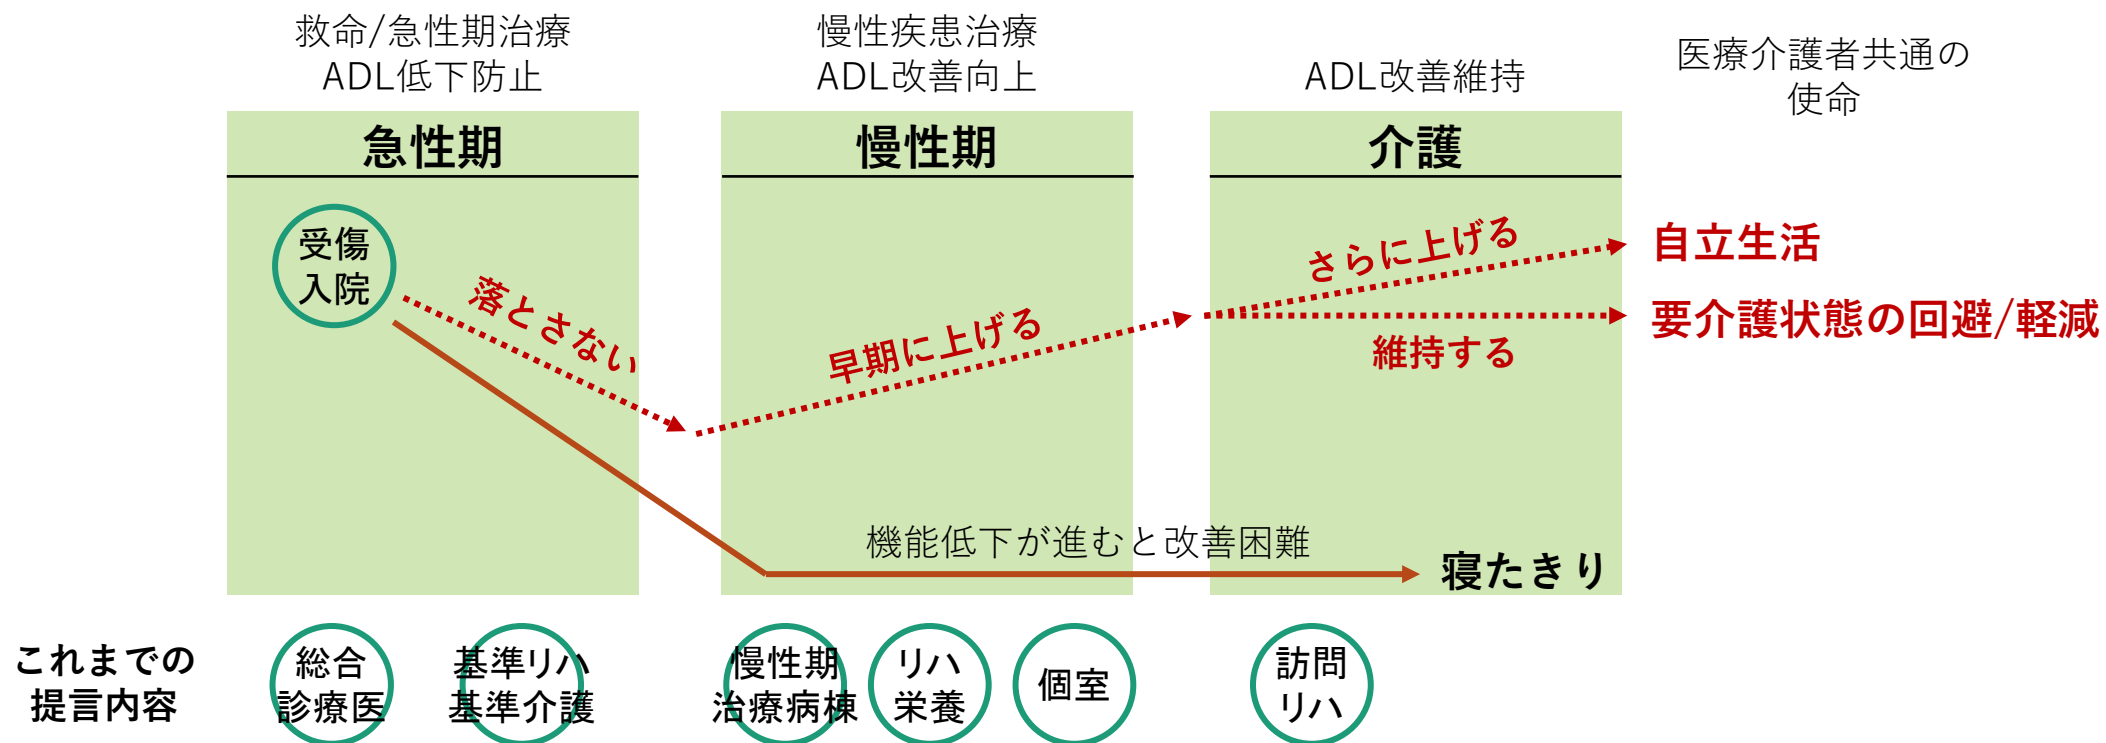 救命/急性期治療
ADL低下防止
慢性疾患治療
ADL改善向上
ADL改善維持
医療介護者共通の
使命
急性期
慢性期
介護
受傷
入院
落とさない
早期に上げる
さらに上げる
維持する
自立生活
要介護状態の回避/軽減
機能低下が進むと改善困難
寝たきり
これまでの
提言内容
総合
診療医
基準リハ
基準介護
慢性期
治療病棟
リハ
栄養
個室
訪問
リハ